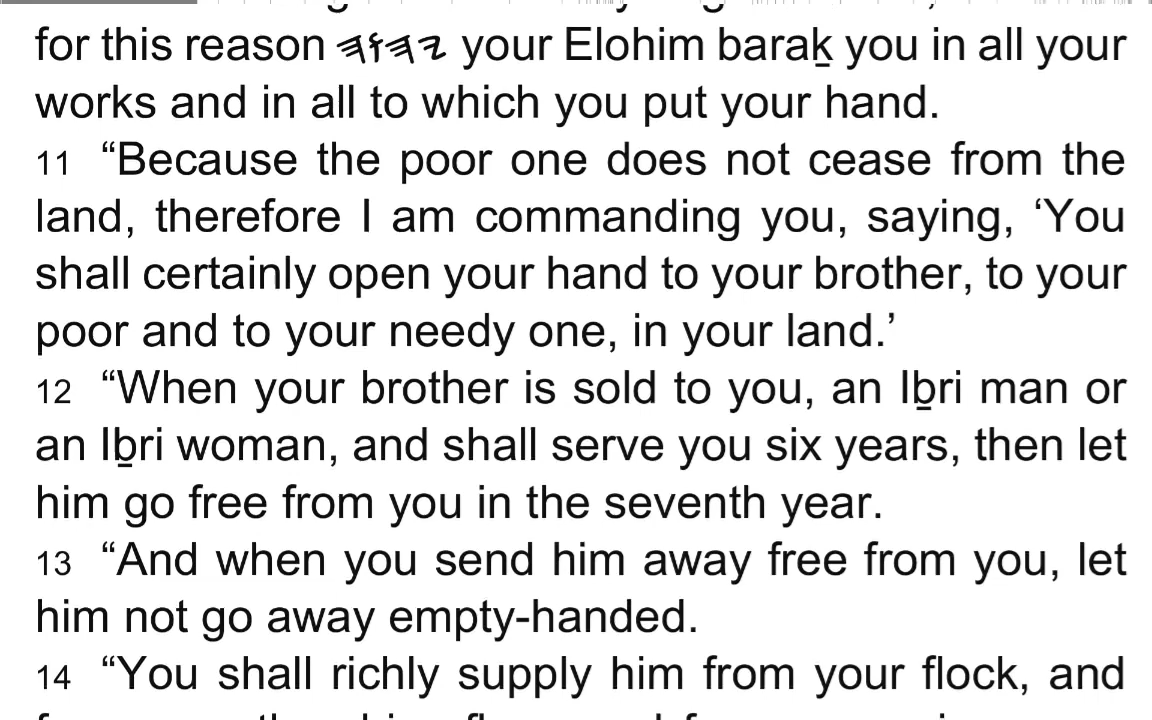 for this reason 𐤉𐤄𐤅𐤄 your Elohim baraḵ you in all your
works and in all to which you put your hand.
11 “Because the poor one does not cease from the
land, therefore I am commanding you, saying, ‘You
shall certainly open your hand to your brother, to your
poor and to your needy one, in your land.’
12 “When your brother is sold to you, an Iḇri man or
an Iḇri woman, and shall serve you six years, then let
him go free from you in the seventh year.
13 “And when you send him away free from you, let
him not go away empty-handed.
14 “You shall richly supply him from your flock, and